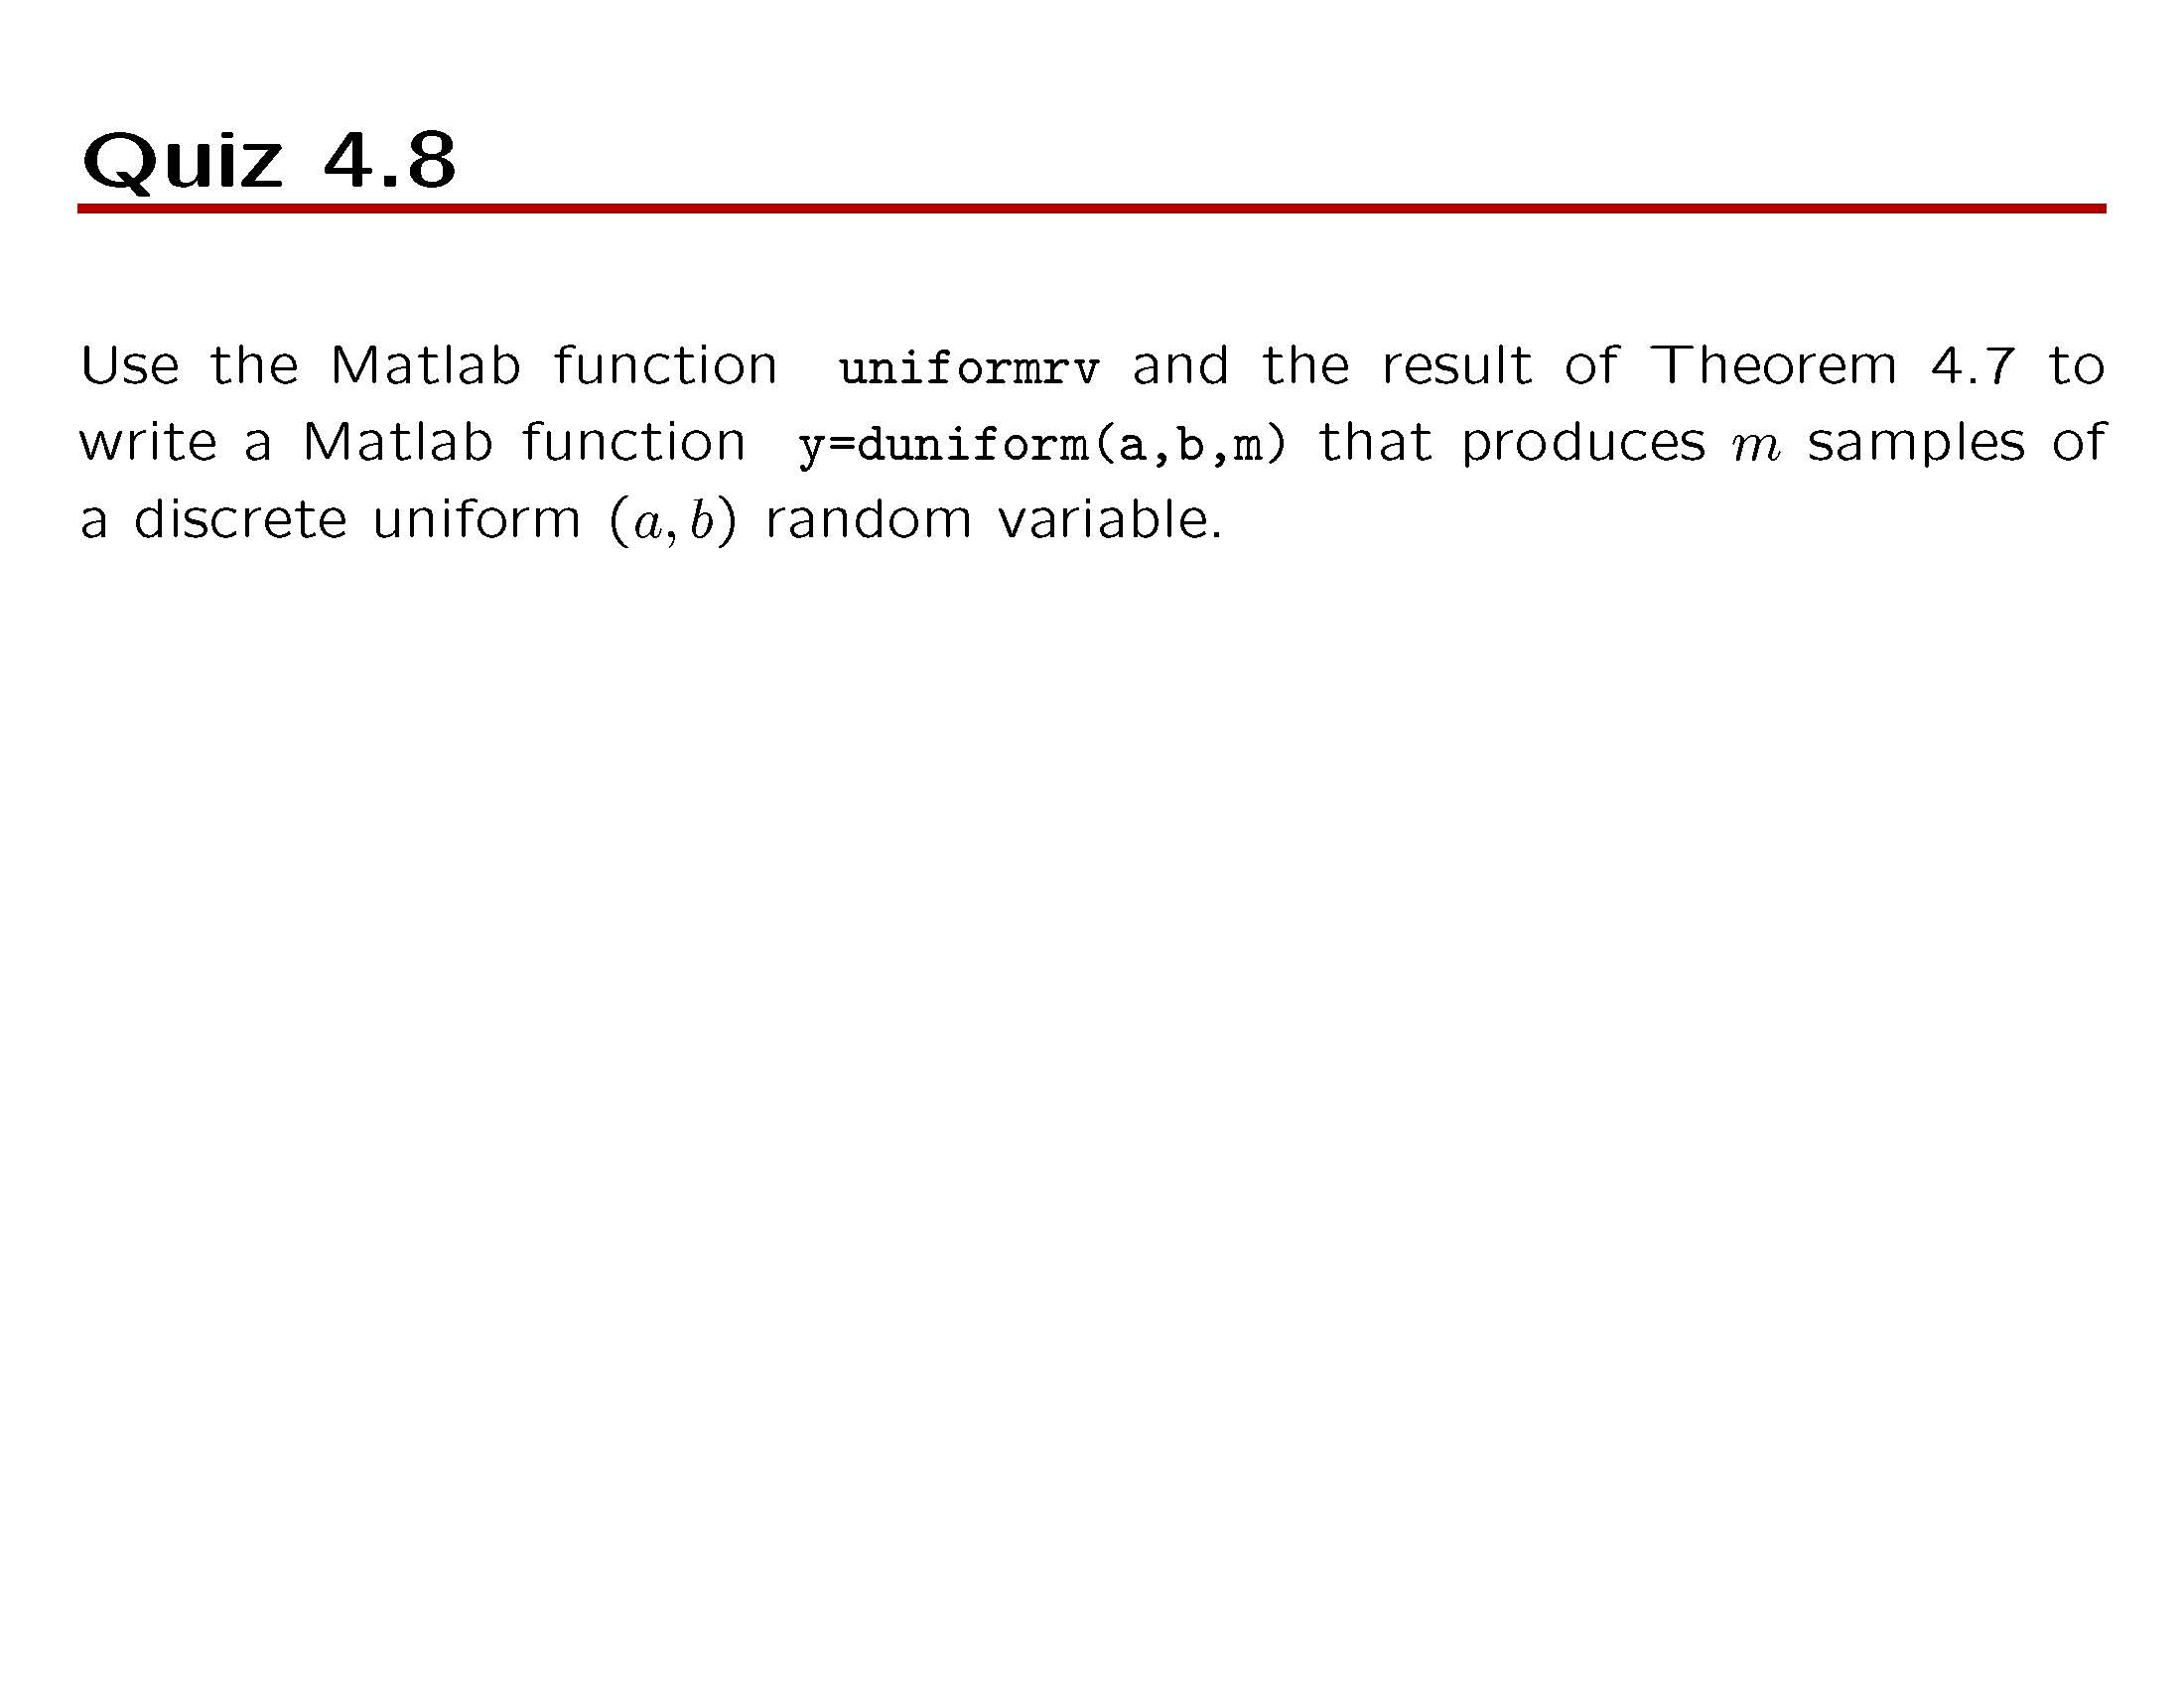 Quiz 4.8
Use the Matlab function uniformrv and the result of Theorem 4.7 to
write a Matlab function y=duniform(a,b,m) that produces m samples of
a discrete uniform (a, b) random variable.